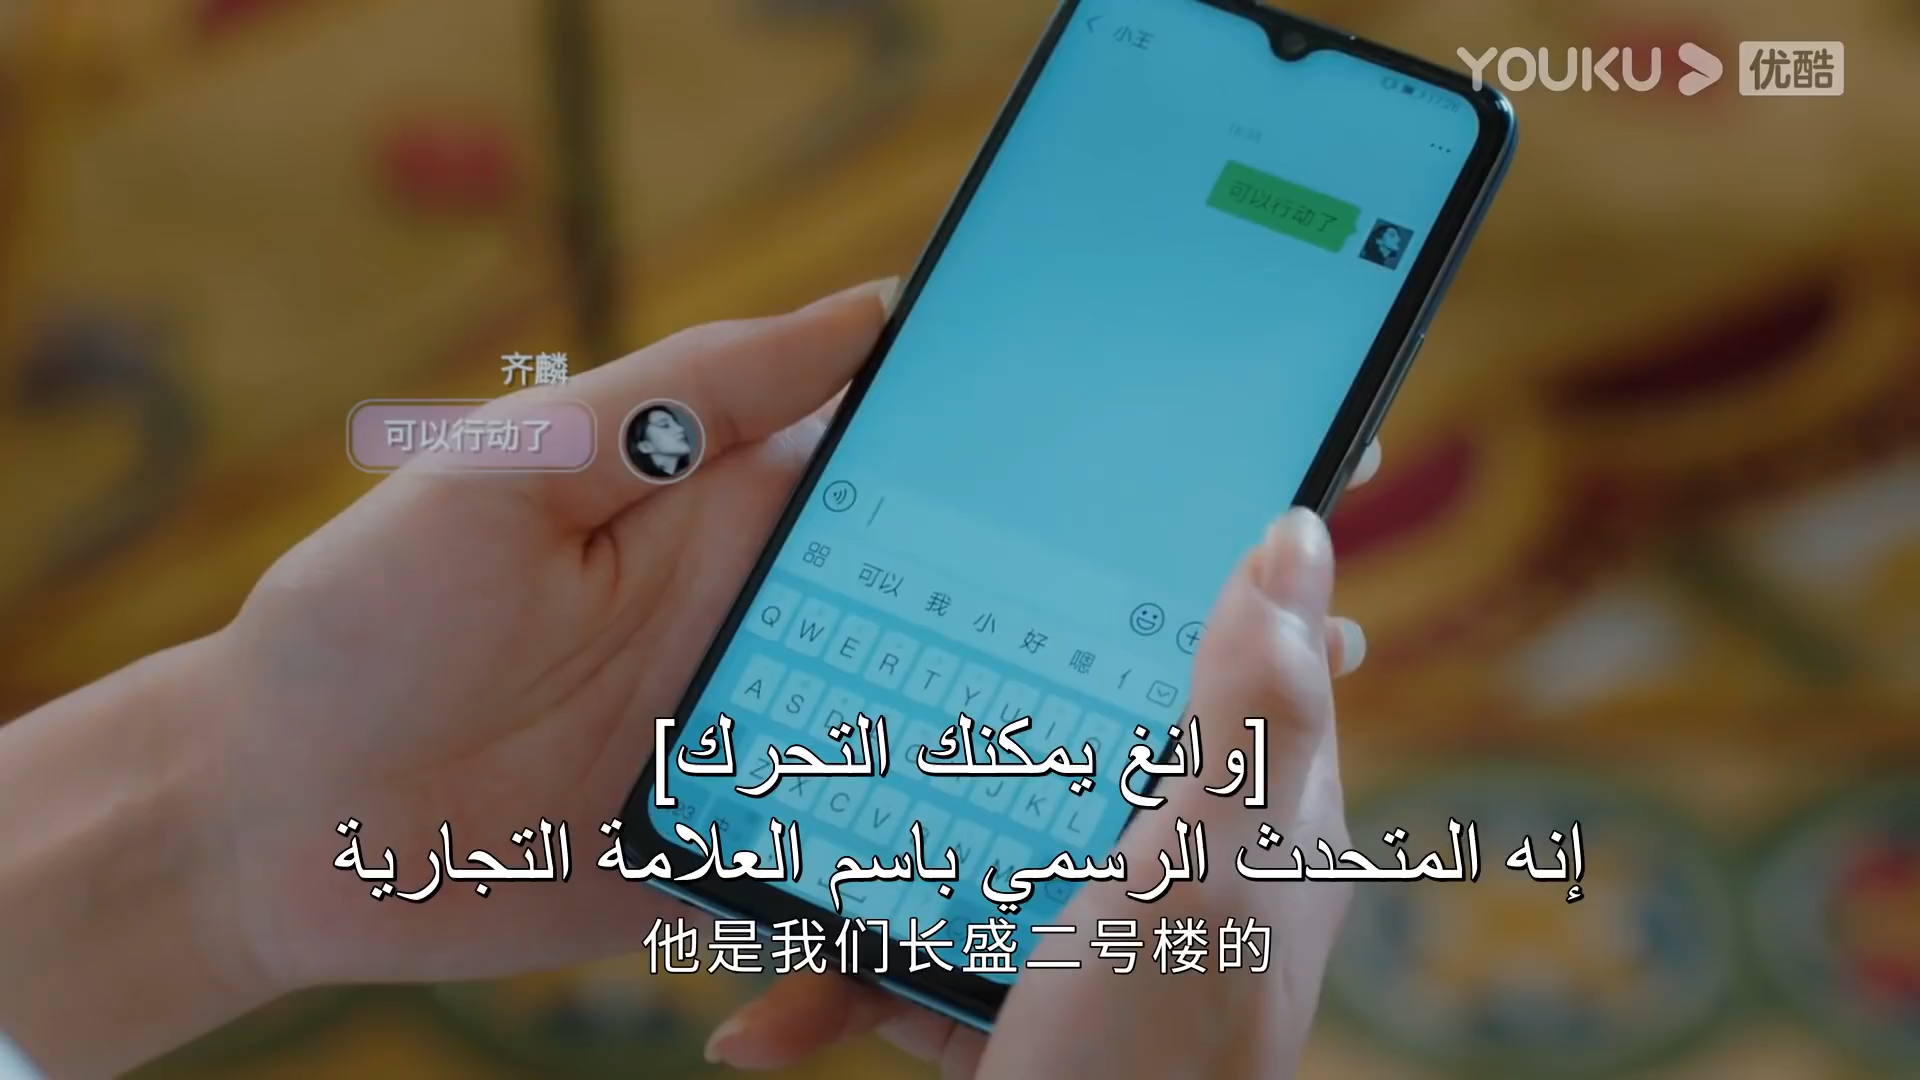 小王
YOUKU 优酷
可以行动了
齐麟
可以行动了
可以 我 小 好 嗯
Q W E R T Y U I O
A S D G J K L
Z X C V B N M
[وانغ يمكنك التحرك]
إنه المتحدث الرسمي باسم العلامة التجارية
他是我们长盛二号楼的